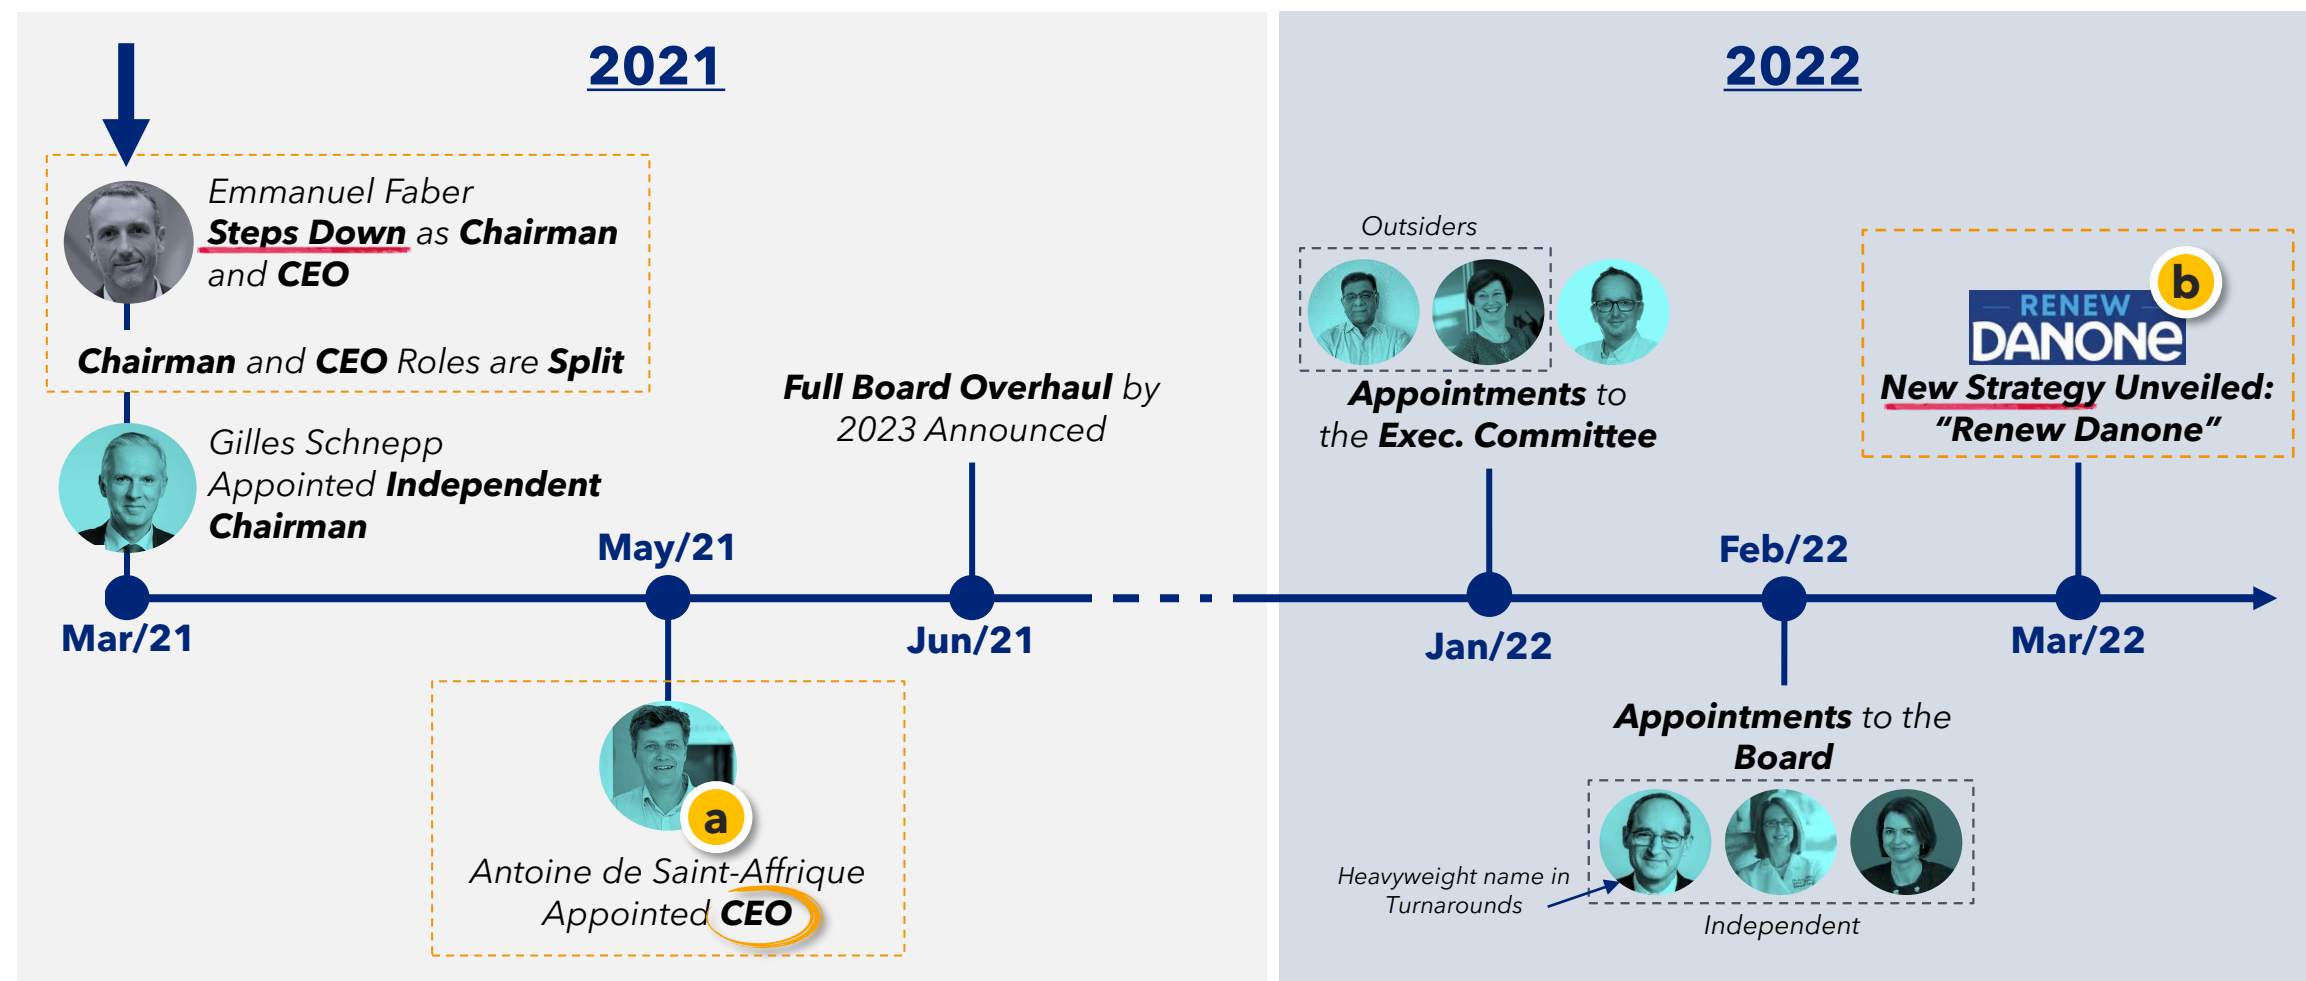 2021
Emmanuel Faber
Steps Down as Chairman
and CEO
Chairman and CEO Roles are Split
Gilles Schnepp
Appointed Independent
Chairman
Mar/21
May/21
a
Antoine de Saint-Affrique
Appointed CEO
Full Board Overhaul by
2023 Announced
Jun/21
2022
Outsiders
Appointments to
the Exec. Committee
Jan/22
Feb/22
Appointments to the
Board
Heavyweight name in
Turnarounds
Independent
b
RENEW
DANONE
New Strategy Unveiled:
“Renew Danone”
Mar/22